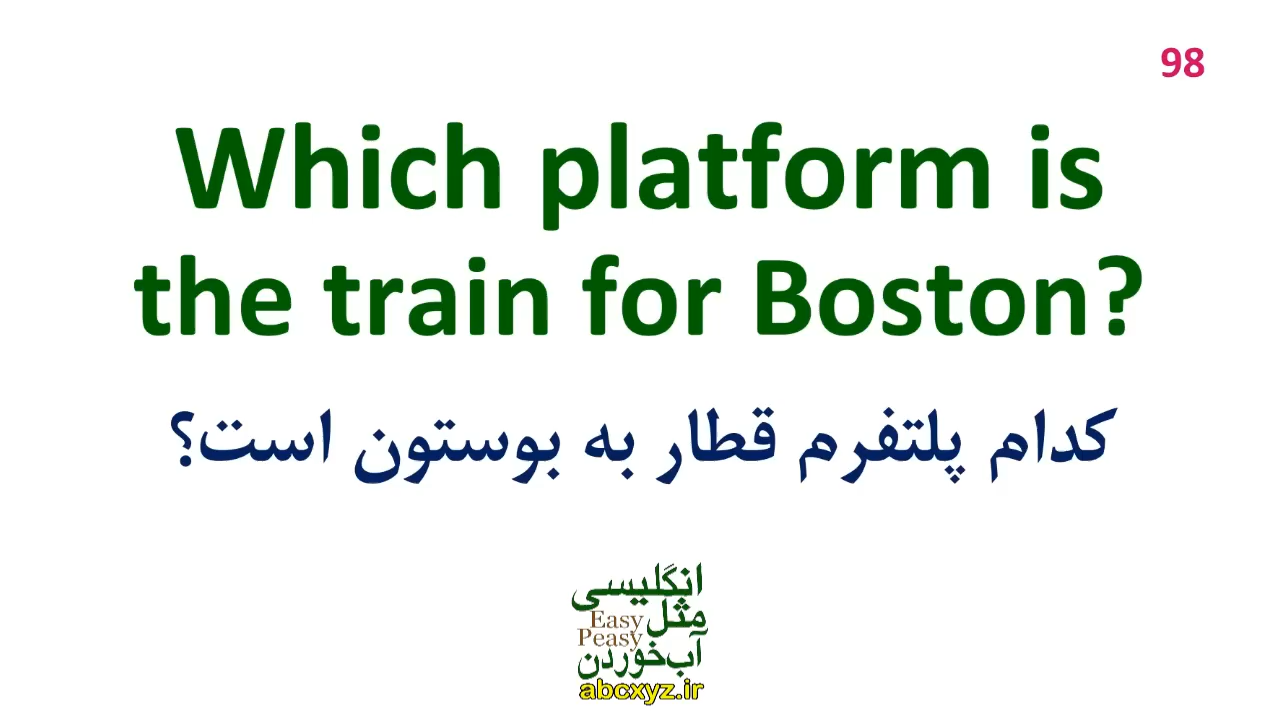 98
Which platform is
the train for Boston?
کدام پلتفرم قطار به بوستون است؟
انگلیسی
مثل
Easy
Peasy
آب‌خوردن
abcxyz.ir